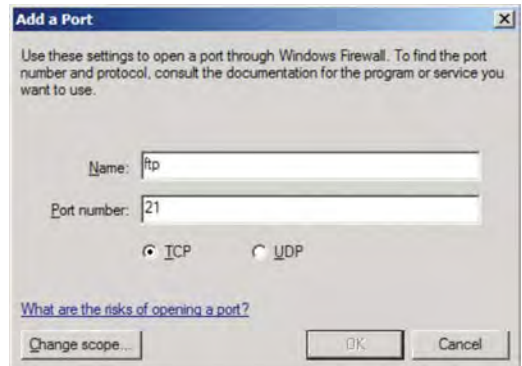 Add a Port
Use these settings to open a port through Windows Firewall. To find the port
number and protocol, consult the documentation for the program or service you
want to use.
Name: ftp
Port number: 21
TCP UDP
What are the risks of opening a port?
Change scope... OK Cancel